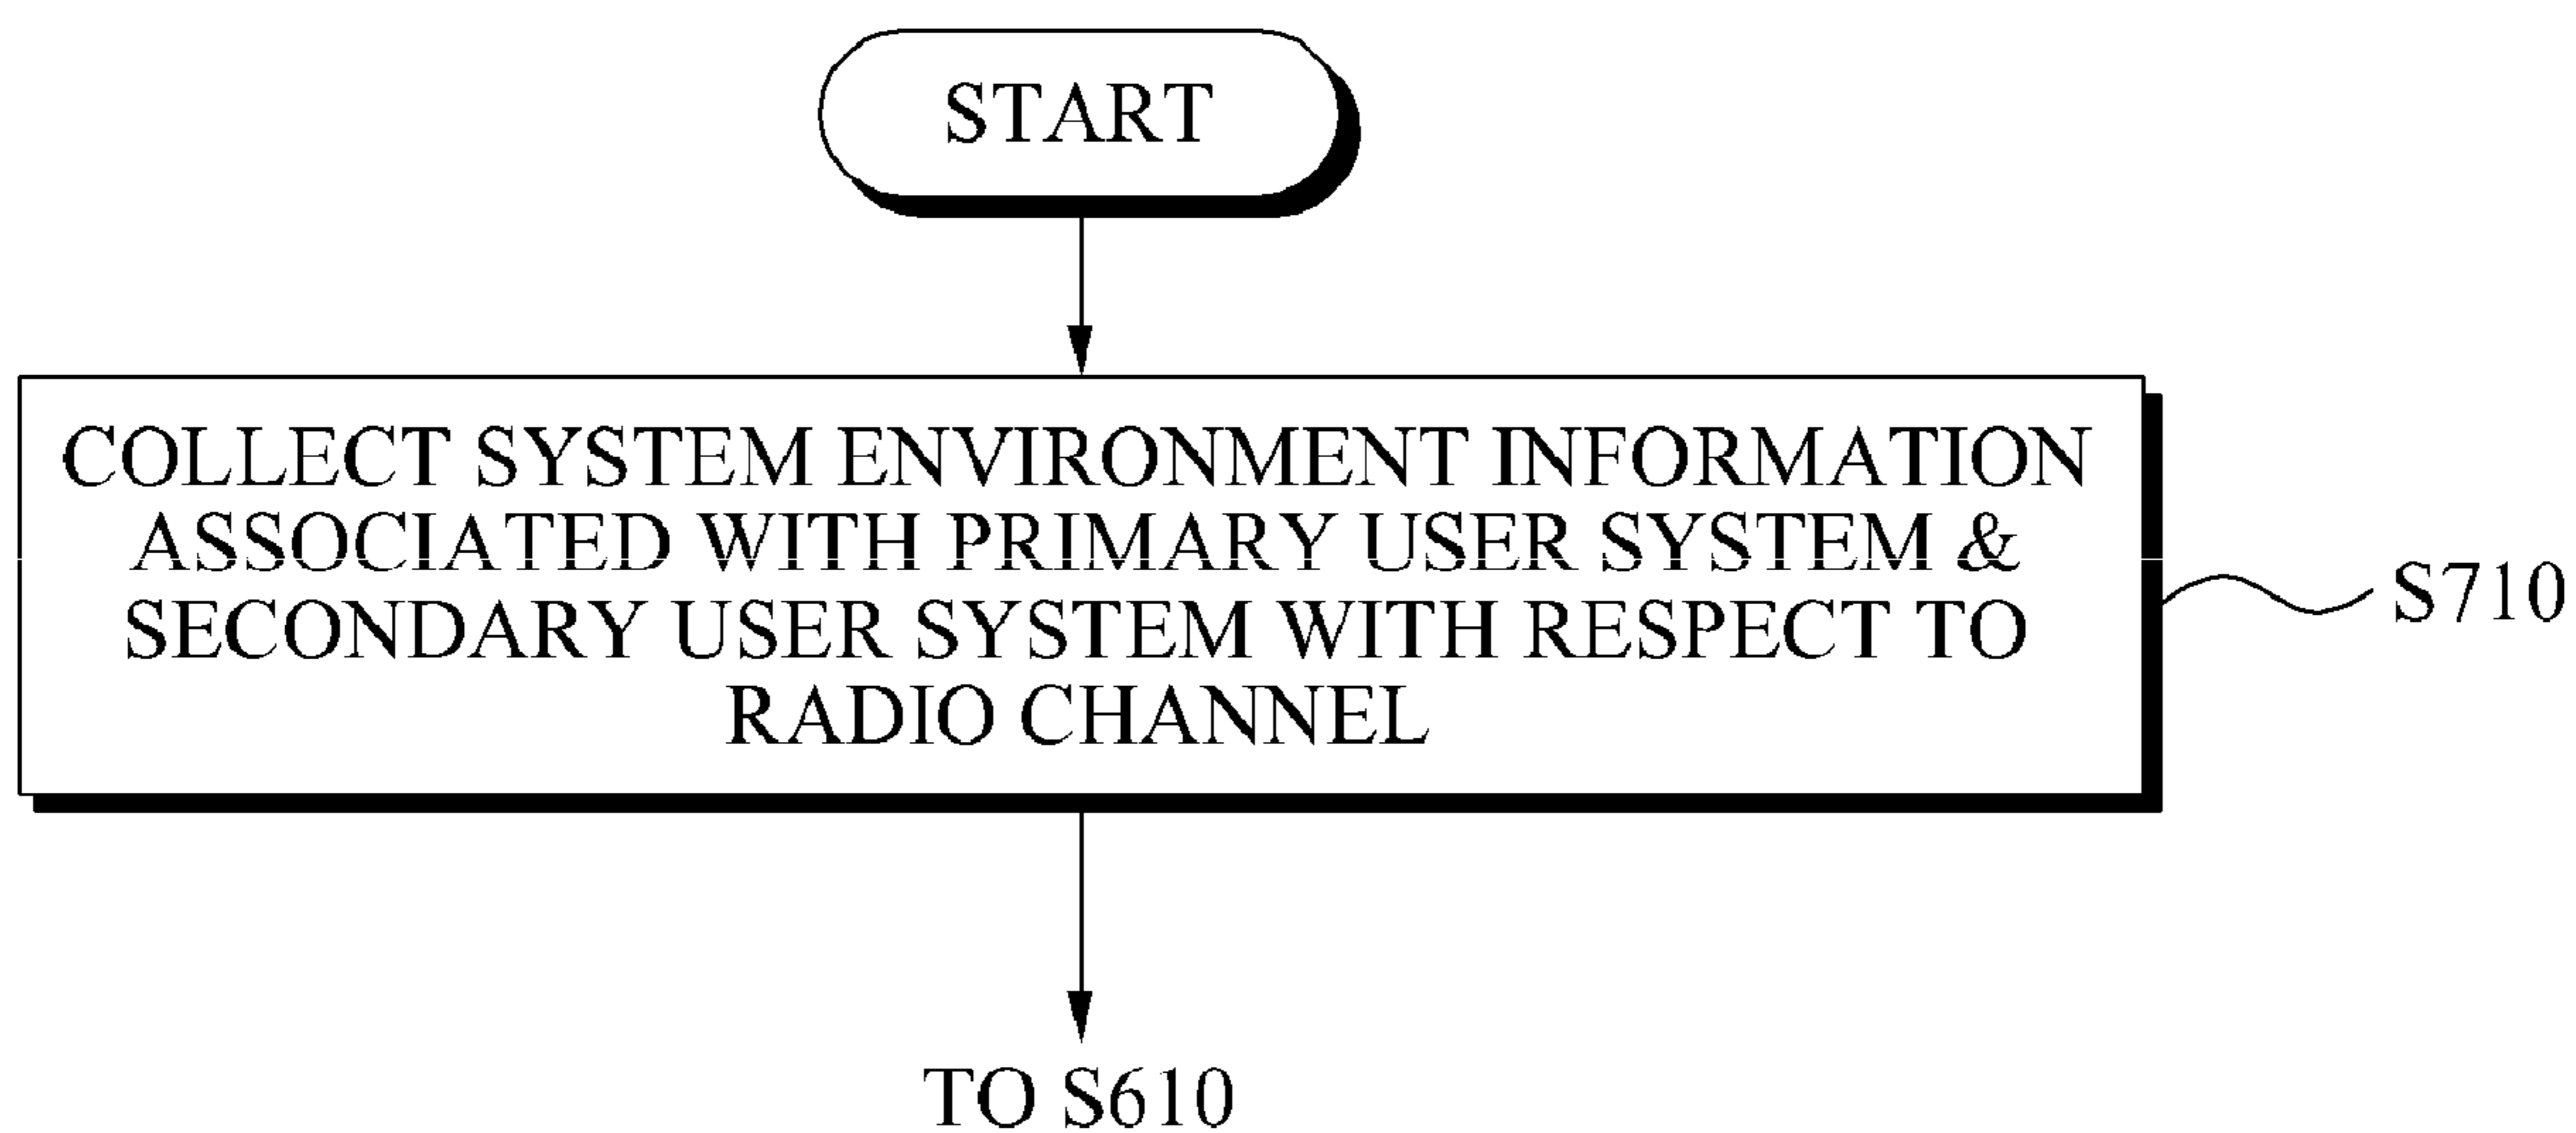 START
COLLECT SYSTEM ENVIRONMENT INFORMATION
ASSOCIATED WITH PRIMARY USER SYSTEM &
SECONDARY USER SYSTEM WITH RESPECT TO
RADIO CHANNEL
S710
TO S610